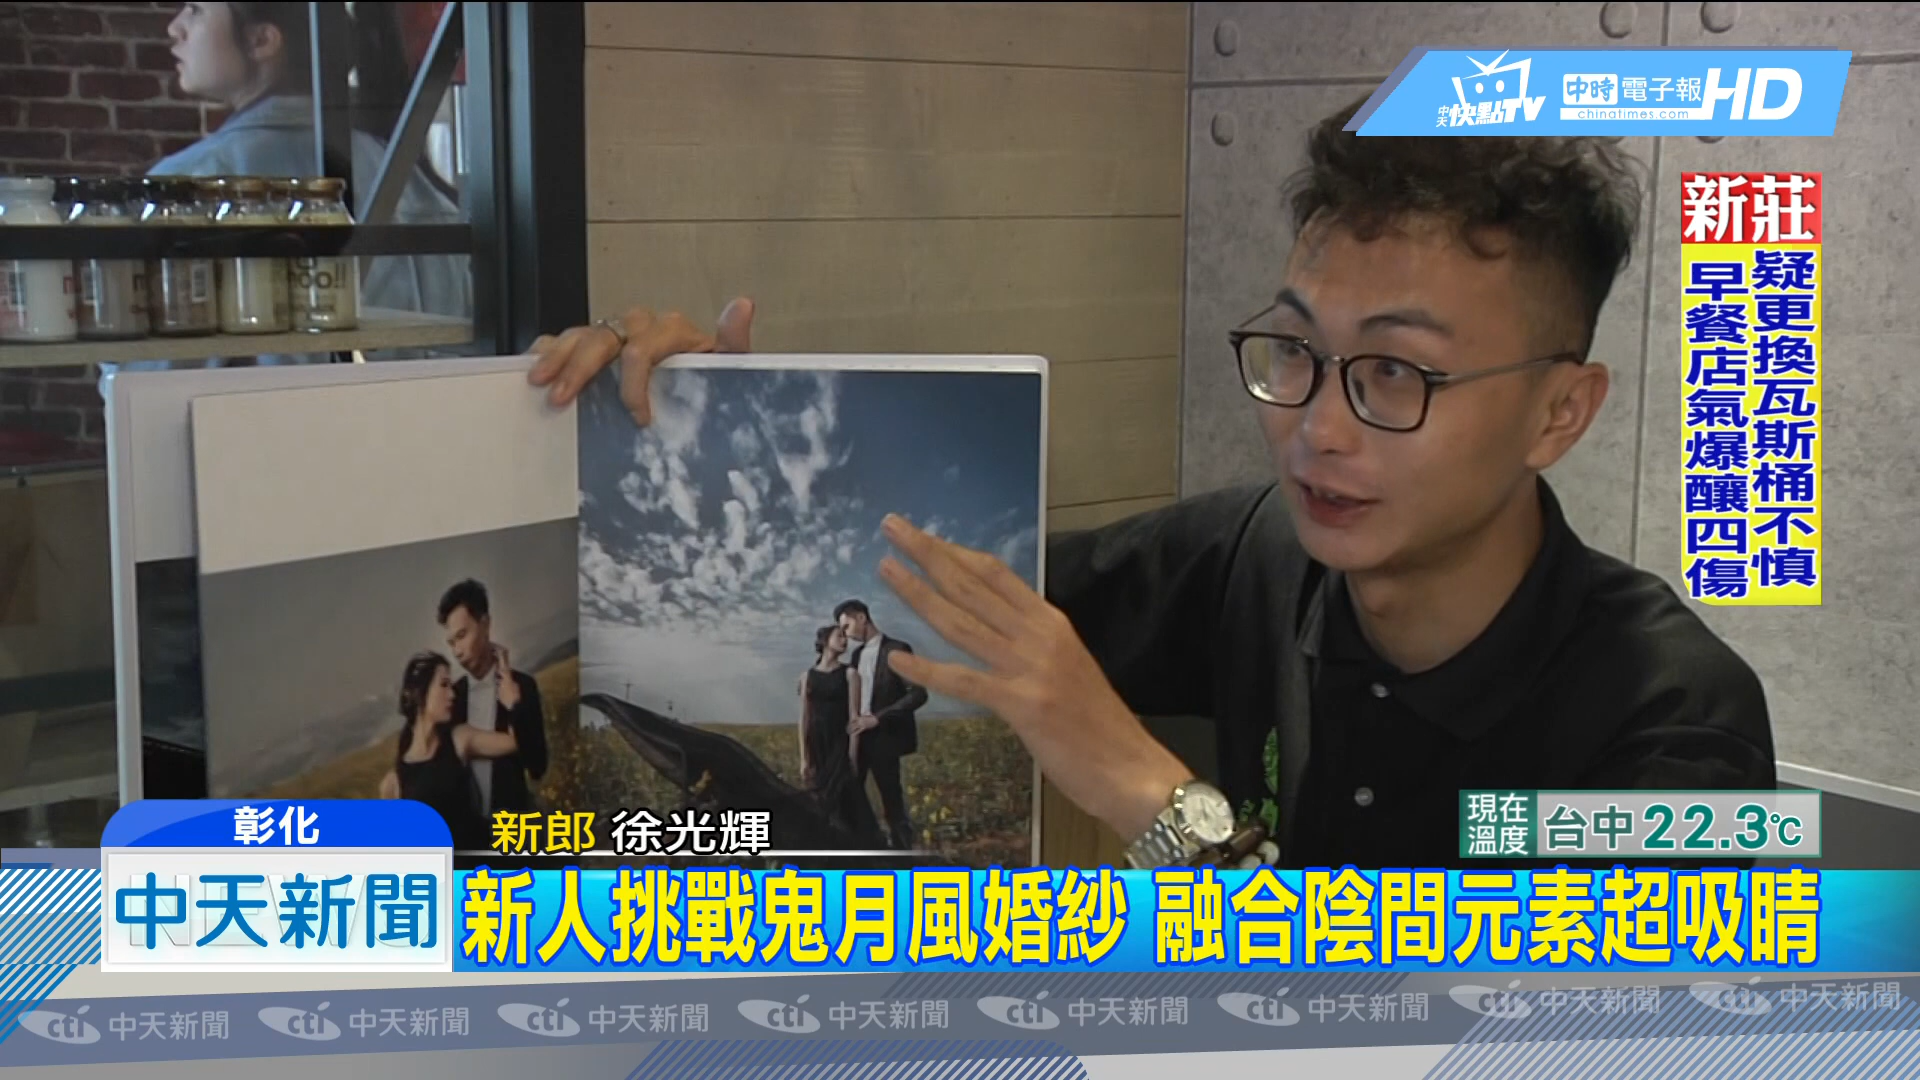 中天快點TV 中時電子報 HD
chinatimes.com
新莊
疑更換瓦斯桶不慎
早餐店氣爆釀四傷
現在溫度 台中 22.3℃
彰化
新郎 徐光輝
中天新聞
新人挑戰鬼月風婚紗 融合陰間元素超吸睛
cti 中天新聞 cti 中天新聞 cti 中天新聞 cti 中天新聞 cti 中天新聞 cti 中天新聞 cti 中天新聞 cti 中天新聞